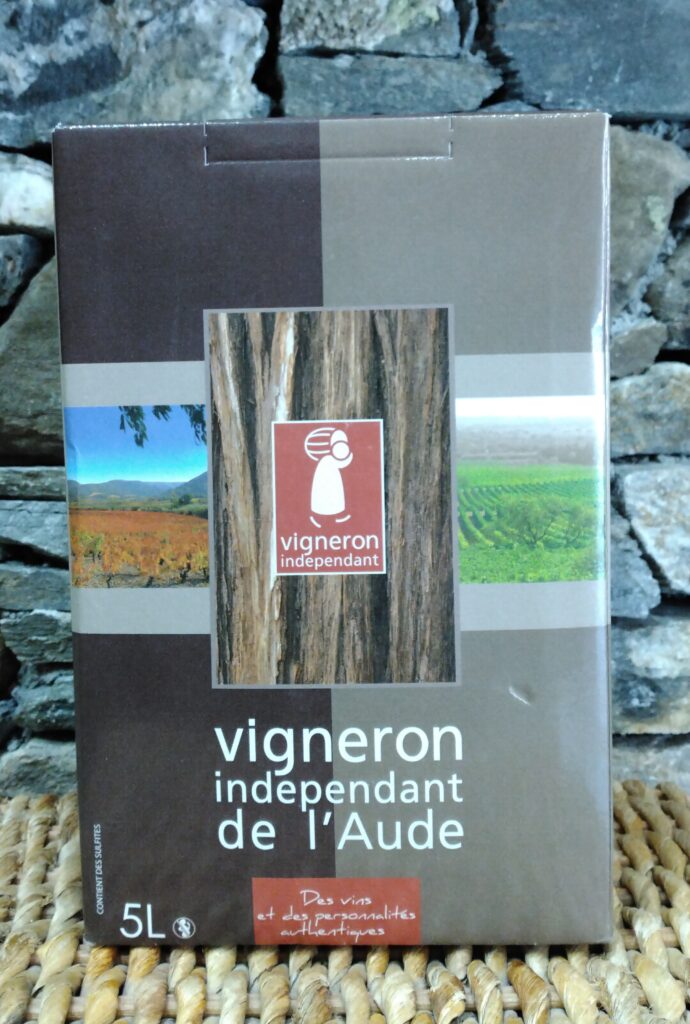 vigneron
independant
vigneron
independant
de l'Aude
CONTIENT DES SULFITES
5L
Des vins
et des personnalités
authentiques